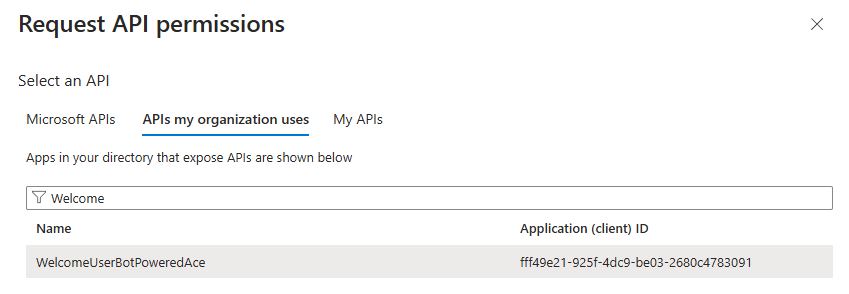 Request API permissions
Select an API
Microsoft APIs APIs my organization uses My APIs
Apps in your directory that expose APIs are shown below
Welcome
Name Application (client) ID
WelcomeUserBotPoweredAce fff49e21-925f-4dc9-be03-2680c4783091